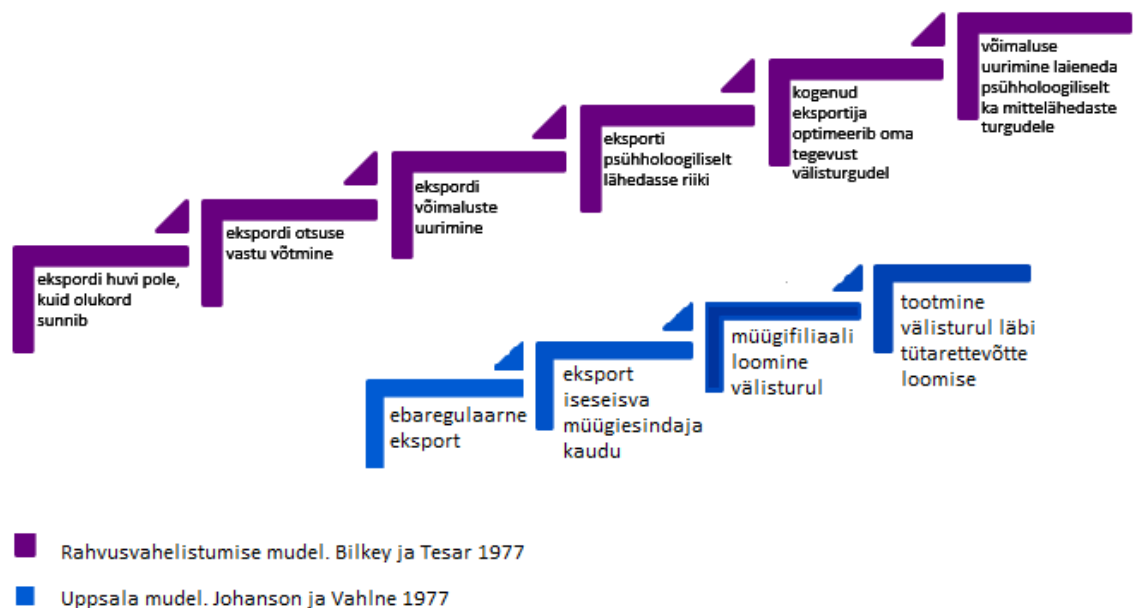 ekspordi huvi pole,
kuid olukord
sunnib
ekspordi otsuse
vastu võtmine
ekspordi
võimaluste
uurimine
eksporti
psühholoogiliselt
lähedasse riiki
kogenud
eksportija
optimeerib oma
tegevust
välisturgudel
võimaluse
uurimine laieneda
psühholoogiliselt
ka mittelähedaste
turgudele
ebaregulaarne
eksport
eksport
iseseisva
müügiesindaja
kaudu
müügifiliaali
loomine
välisturul
tootmine
välisturul läbi
tütarettevõtte
loomise
Rahvusvahelistumise mudel. Bilkey ja Tesar 1977
Uppsala mudel. Johanson ja Vahlne 1977